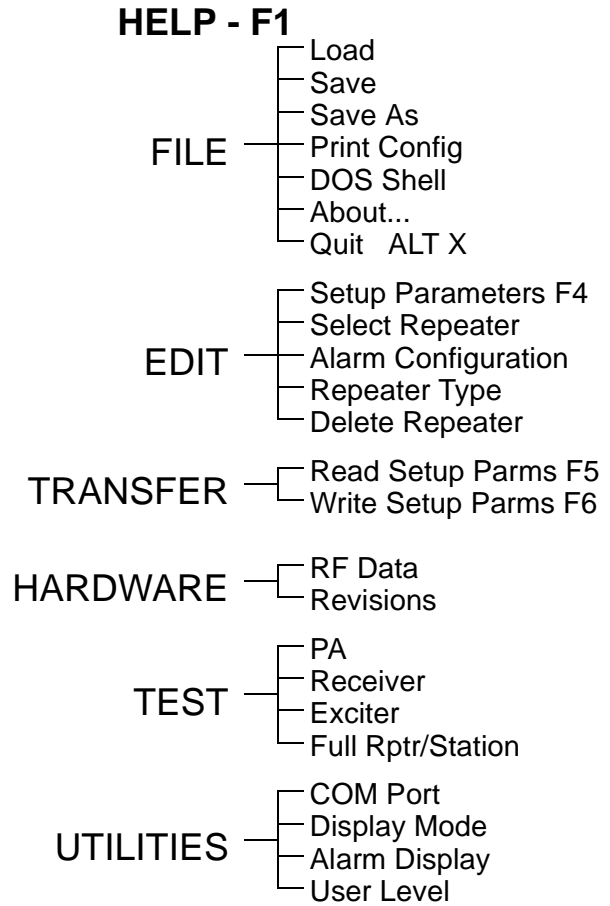 HELP - F1
FILE
Load
Save
Save As
Print Config
DOS Shell
About...
Quit ALT X
EDIT
Setup Parameters F4
Select Repeater
Alarm Configuration
Repeater Type
Delete Repeater
TRANSFER
Read Setup Parms F5
Write Setup Parms F6
HARDWARE
RF Data
Revisions
TEST
PA
Receiver
Exciter
Full Rptr/Station
UTILITIES
COM Port
Display Mode
Alarm Display
User Level